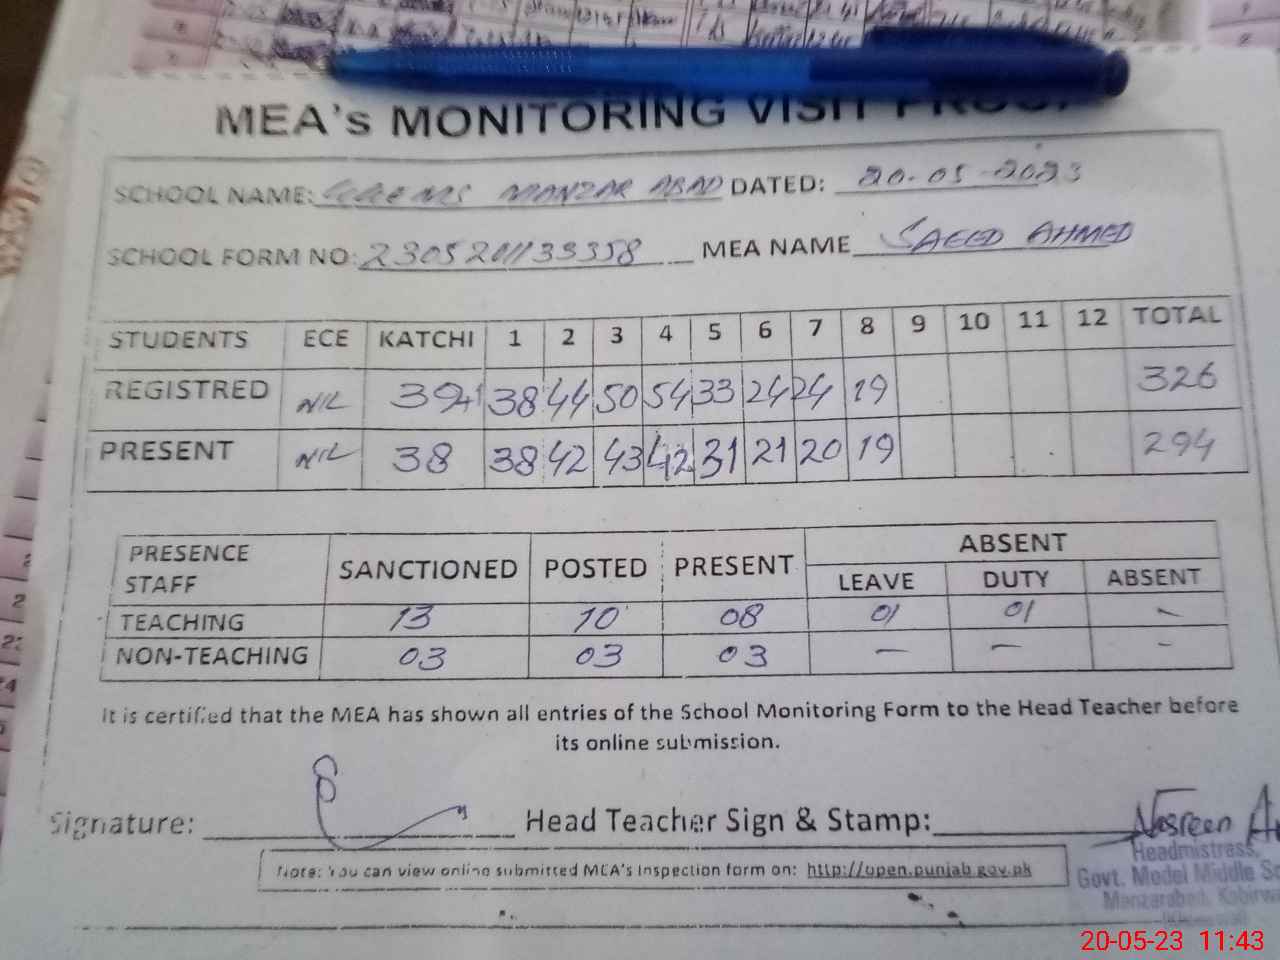 MEA's MONITORING VISIT
SCHOOL NAME: MANZAR ABAD DATED: 20-05-2023
SCHOOL FORM NO: 2305201133358 MEA NAME SAEED AHMED
STUDENTS ECE KATCHI 1 2 3 4 5 6 7 8 9 10 11 12 TOTAL
REGISTRED NIL 38 44 50 54 33 24 24 19 326
PRESENT NIL 38 38 42 43 42 31 21 20 19 294
PRESENCE STAFF SANCTIONED POSTED PRESENT ABSENT
LEAVE DUTY ABSENT
TEACHING 13 10 08 01 01 -
NON-TEACHING 03 03 03 - - -
It is certified that the MEA has shown all entries of the School Monitoring Form to the Head Teacher before
its online submission.
Signature: Head Teacher Sign & Stamp: Nasreen
Headmistress,
Note: You can view online submitted MEA's Inspection form on: http://open.punjab.gov.pk
Govt. Model Middle
Manzarabad,
20-05-23 11:43